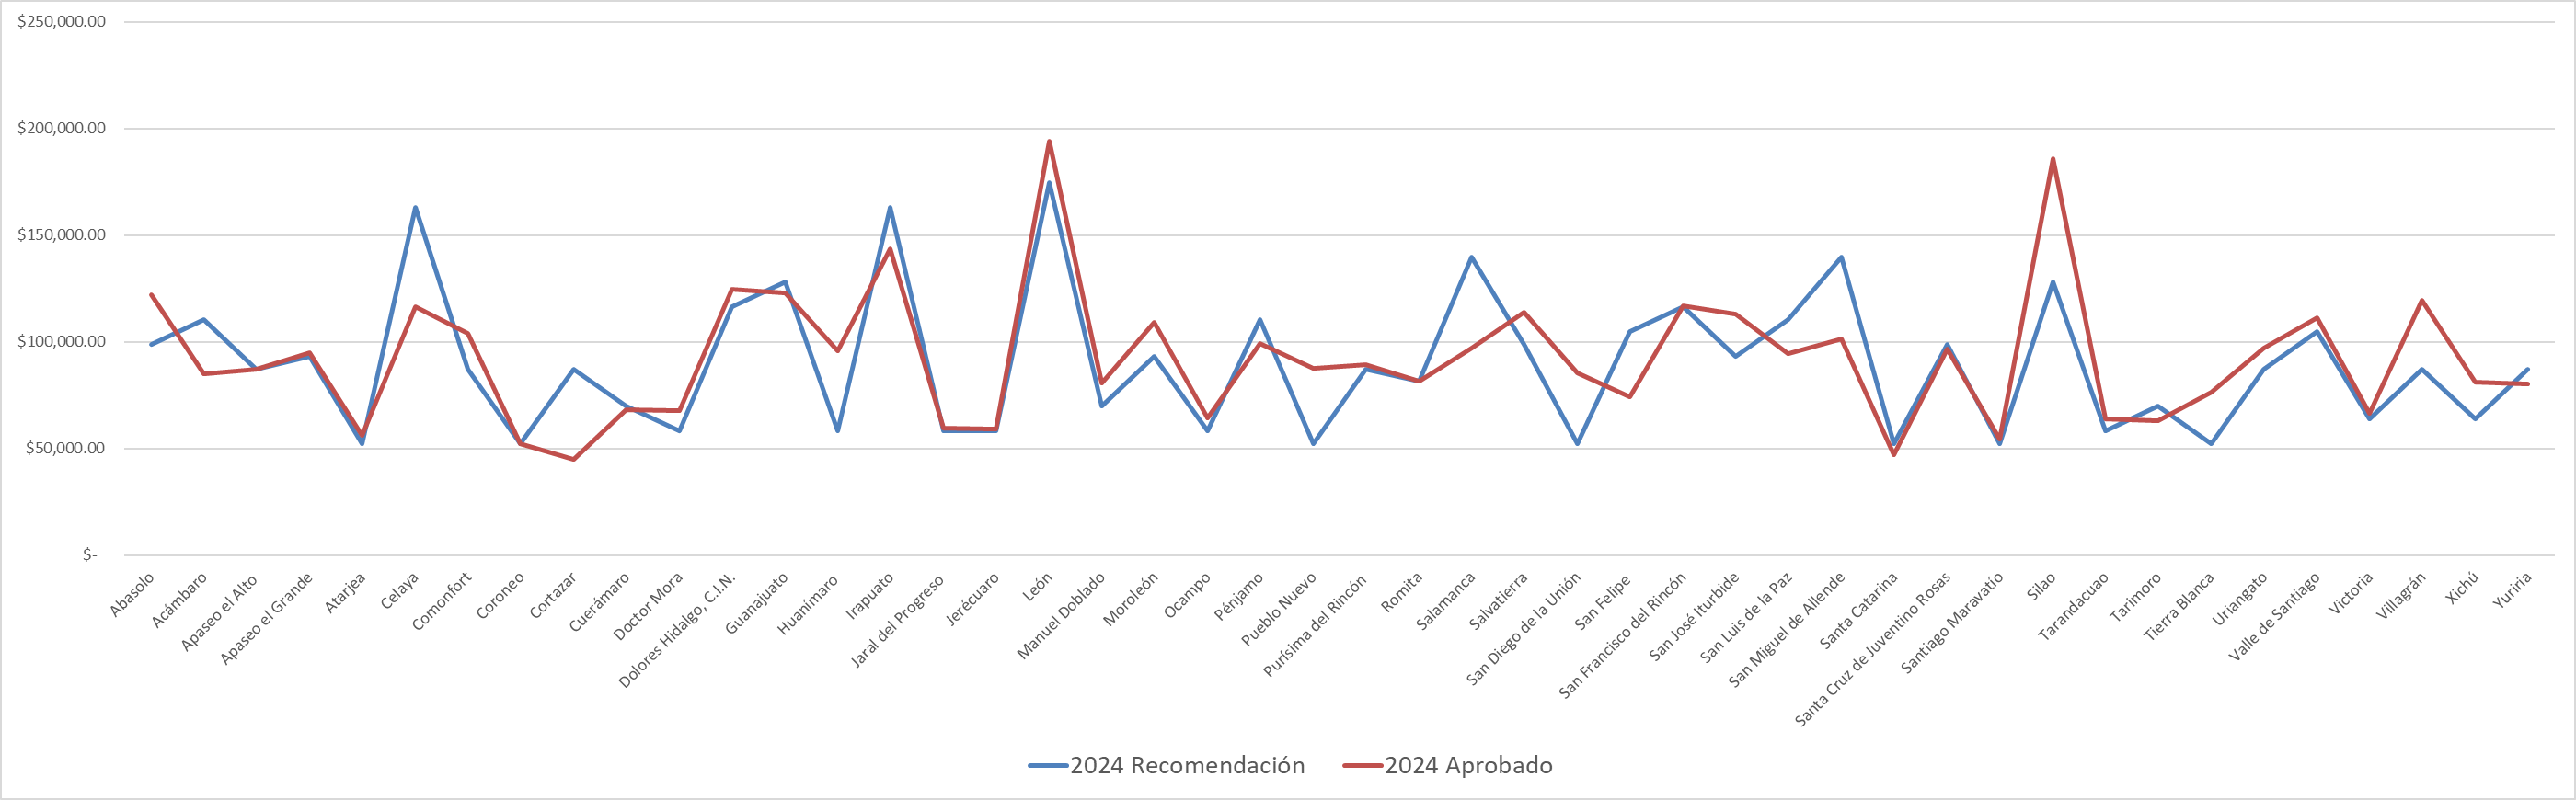 $250,000.00
$200,000.00
$150,000.00
$100,000.00
$50,000.00
$-
Abasolo
Acámbaro
Apaseo el Alto
Apaseo el Grande
Atarjea
Celaya
Comonfort
Coroneo
Cortazar
Cuerámaro
Doctor Mora
Dolores Hidalgo, C.I.N.
Guanajuato
Huanímaro
Irapuato
Jaral del Progreso
Jerécuaro
León
Manuel Doblado
Moroleón
Ocampo
Pénjamo
Pueblo Nuevo
Purísima del Rincón
Romita
Salamanca
Salvatierra
San Diego de la Unión
San Felipe
San Francisco del Rincón
San José Iturbide
San Luis de la Paz
San Miguel de Allende
Santa Catarina
Santa Cruz de Juventino Rosas
Santiago Maravatío
Silao
Tarandacuao
Tarimoro
Tierra Blanca
Uriangato
Valle de Santiago
Victoria
Villagrán
Xichú
Yuriria
2024 Recomendación
2024 Aprobado